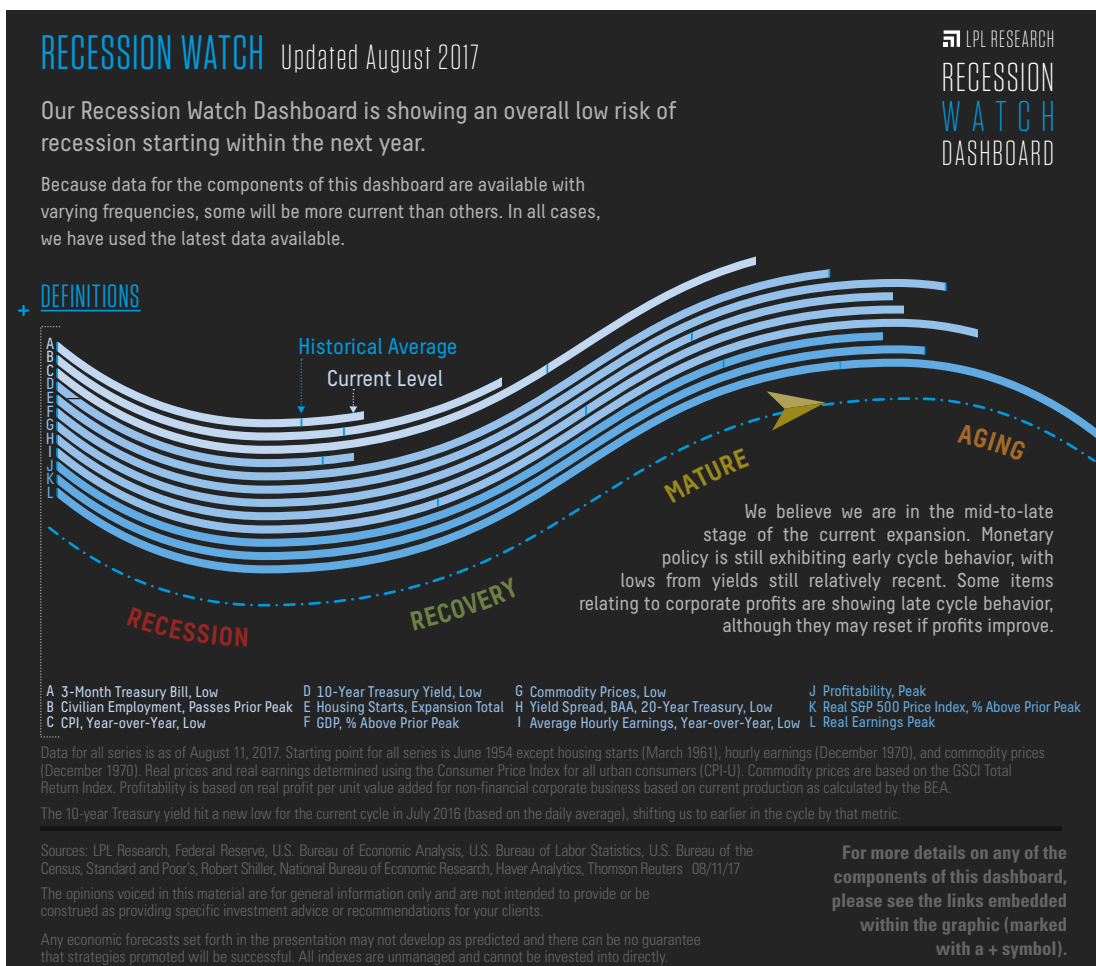 RECESSION WATCH Updated August 2017
LPL RESEARCH
RECESSION
WATCH
DASHBOARD
Our Recession Watch Dashboard is showing an overall low risk of
recession starting within the next year.
Because data for the components of this dashboard are available with
varying frequencies, some will be more current than others. In all cases,
we have used the latest data available.
+ DEFINITIONS
A
B
C
D
E
F
G
H
I
J
K
L
Historical Average
Current Level
RECESSION
RECOVERY
MATURE
AGING
We believe we are in the mid-to-late
stage of the current expansion. Monetary
policy is still exhibiting early cycle behavior, with
lows from yields still relatively recent. Some items
relating to corporate profits are showing late cycle behavior,
although they may reset if profits improve.
A 3-Month Treasury Bill, Low
B Civilian Employment, Passes Prior Peak
C CPI, Year-over-Year, Low
D 10-Year Treasury Yield, Low
E Housing Starts, Expansion Total
F GDP, % Above Prior Peak
G Commodity Prices, Low
H Yield Spread, BAA, 20-Year Treasury, Low
I Average Hourly Earnings, Year-over-Year, Low
J Profitability, Peak
K Real S&P 500 Price Index, % Above Prior Peak
L Real Earnings Peak
Data for all series is as of August 11, 2017. Starting point for all series is June 1954 except housing starts (March 1961), hourly earnings (December 1970), and commodity prices
(December 1970). Real prices and real earnings determined using the Consumer Price Index for all urban consumers (CPI-U). Commodity prices are based on the GSCI Total
Return Index. Profitability is based on real profit per unit value added for non-financial corporate business based on current production as calculated by the BEA.
The 10-year Treasury yield hit a new low for the current cycle in July 2016 (based on the daily average), shifting us to earlier in the cycle by that metric.
Sources: LPL Research, Federal Reserve, U.S. Bureau of Economic Analysis, U.S. Bureau of Labor Statistics, U.S. Bureau of the
Census, Standard and Poor's, Robert Shiller, National Bureau of Economic Research, Haver Analytics, Thomson Reuters 08/11/17
The opinions voiced in this material are for general information only and are not intended to provide or be
construed as providing specific investment advice or recommendations for your clients.
Any economic forecasts set forth in the presentation may not develop as predicted and there can be no guarantee
that strategies promoted will be successful. All indexes are unmanaged and cannot be invested into directly.
For more details on any of the
components of this dashboard,
please see the links embedded
within the graphic (marked
with a + symbol).